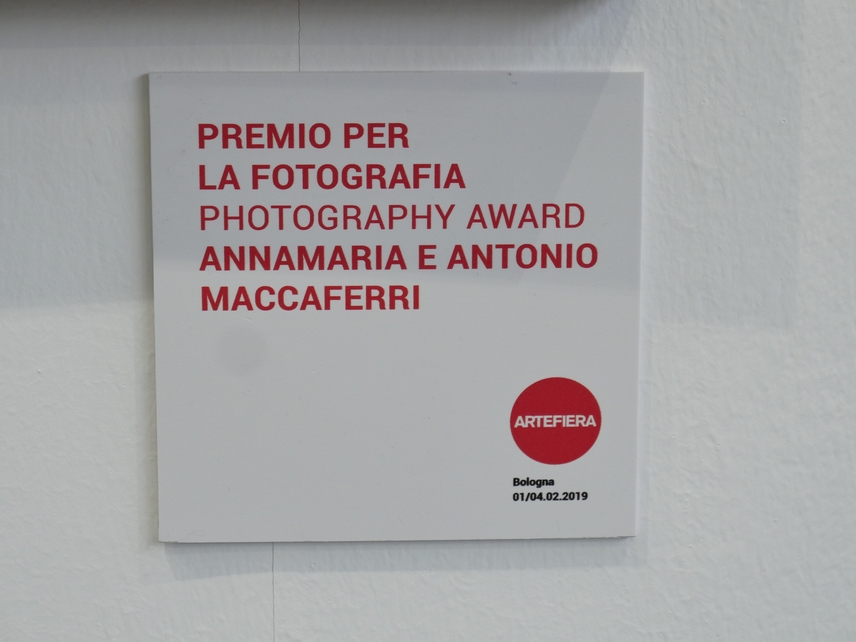 PREMIO PER
LA FOTOGRAFIA
PHOTOGRAPHY AWARD
ANNAMARIA E ANTONIO
MACCAFERRI
ARTEFIERA
Bologna
01/04.02.2019